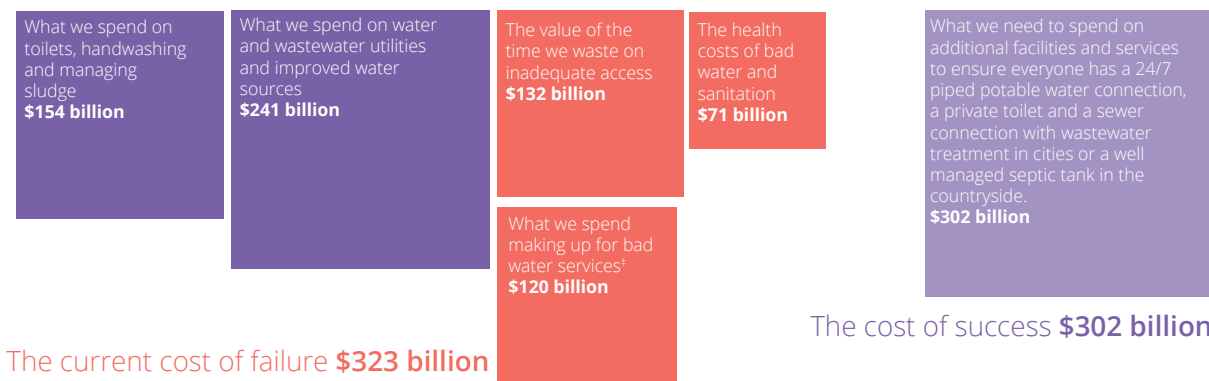 What we spend on
toilets, handwashing
and managing
sludge
$154 billion
What we spend on water
and wastewater utilities
and improved water
sources
$241 billion
The value of the
time we waste on
inadequate access
$132 billion
The health
costs of bad
water and
sanitation
$71 billion
What we spend
making up for bad
water services‡
$120 billion
The current cost of failure $323 billion
What we need to spend on
additional facilities and services
to ensure everyone has a 24/7
piped potable water connection,
a private toilet and a sewer
connection with wastewater
treatment in cities or a well
managed septic tank in the
countryside.
$302 billion
The cost of success $302 billion